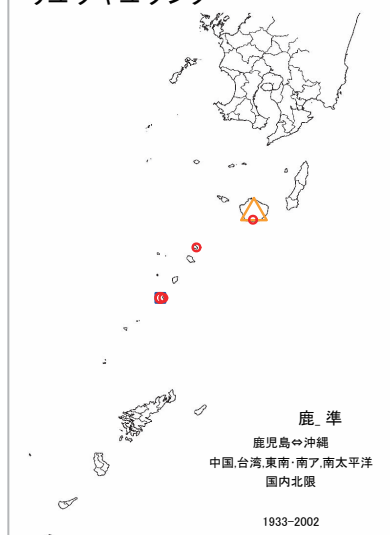 鹿_準
鹿児島⇔沖縄
中国,台湾,東南・南ア,南太平洋
国内北限
1933-2002